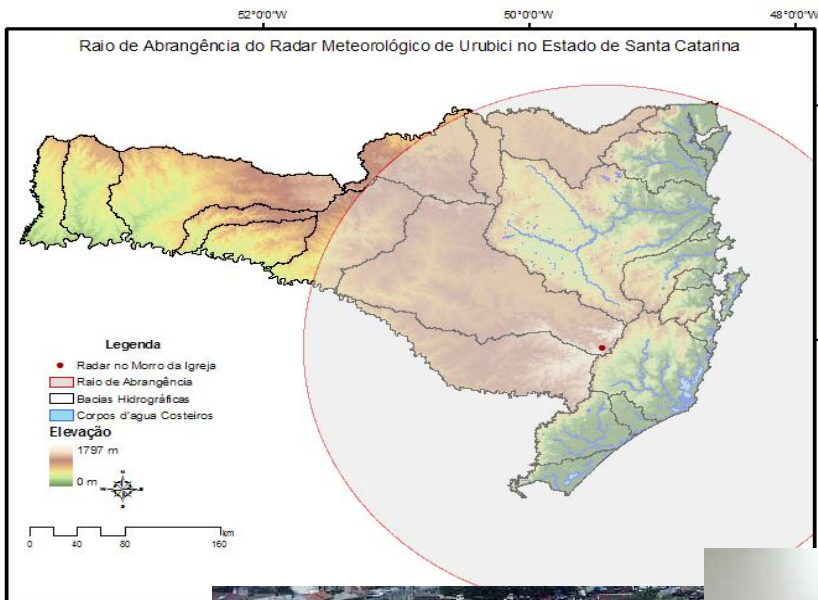 52°0'0"W 50°0'0"W 48°0'0"W
Raio de Abrangência do Radar Meteorológico de Urubici no Estado de Santa Catarina
Legenda
Radar no Morro da Igreja
Raio de Abrangência
Bacias Hidrográficas
Corpos d'agua Costeiros
Elevação
1797 m
0 m
N
W E
S
km
0 40 80 160